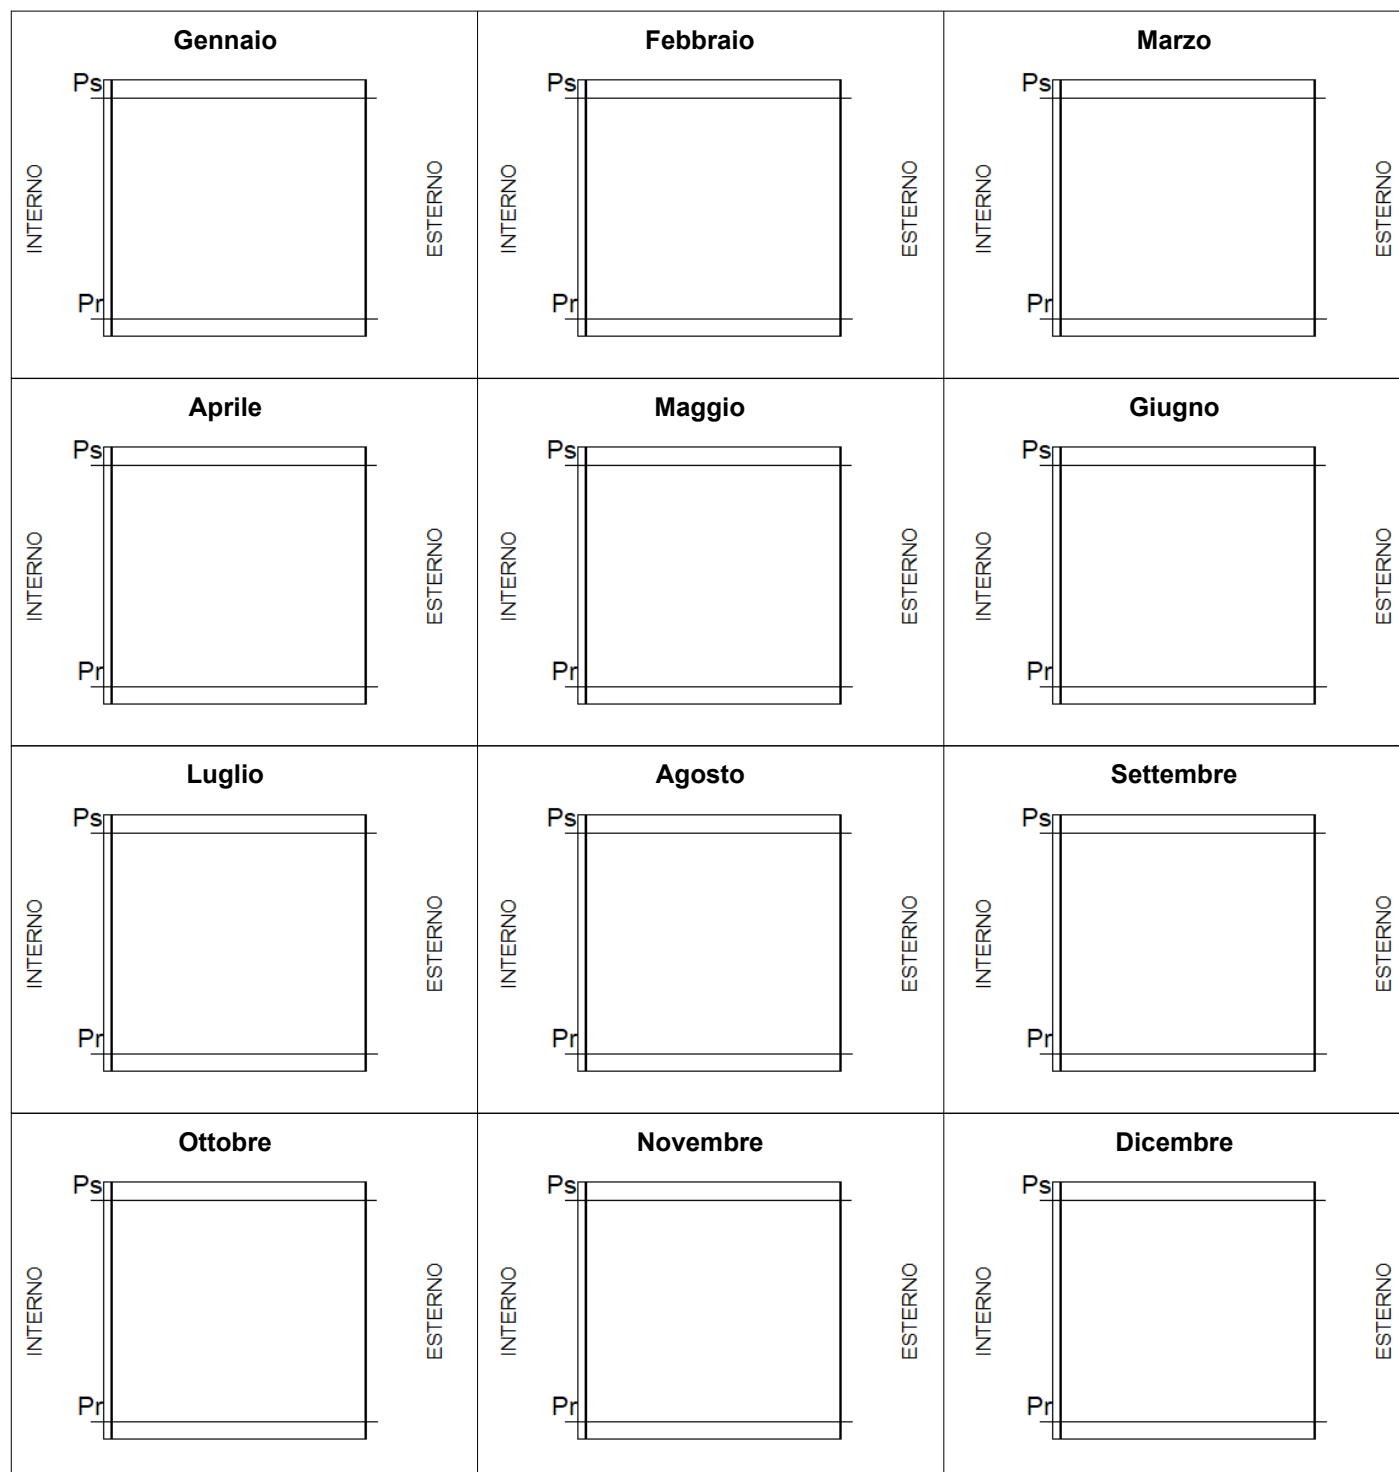 Gennaio
Ps
INTERNO
ESTERNO
Pr
Febbraio
Ps
INTERNO
ESTERNO
Pr
Marzo
Ps
INTERNO
ESTERNO
Pr
Aprile
Ps
INTERNO
ESTERNO
Pr
Maggio
Ps
INTERNO
ESTERNO
Pr
Giugno
Ps
INTERNO
ESTERNO
Pr
Luglio
Ps
INTERNO
ESTERNO
Pr
Agosto
Ps
INTERNO
ESTERNO
Pr
Settembre
Ps
INTERNO
ESTERNO
Pr
Ottobre
Ps
INTERNO
ESTERNO
Pr
Novembre
Ps
INTERNO
ESTERNO
Pr
Dicembre
Ps
INTERNO
ESTERNO
Pr